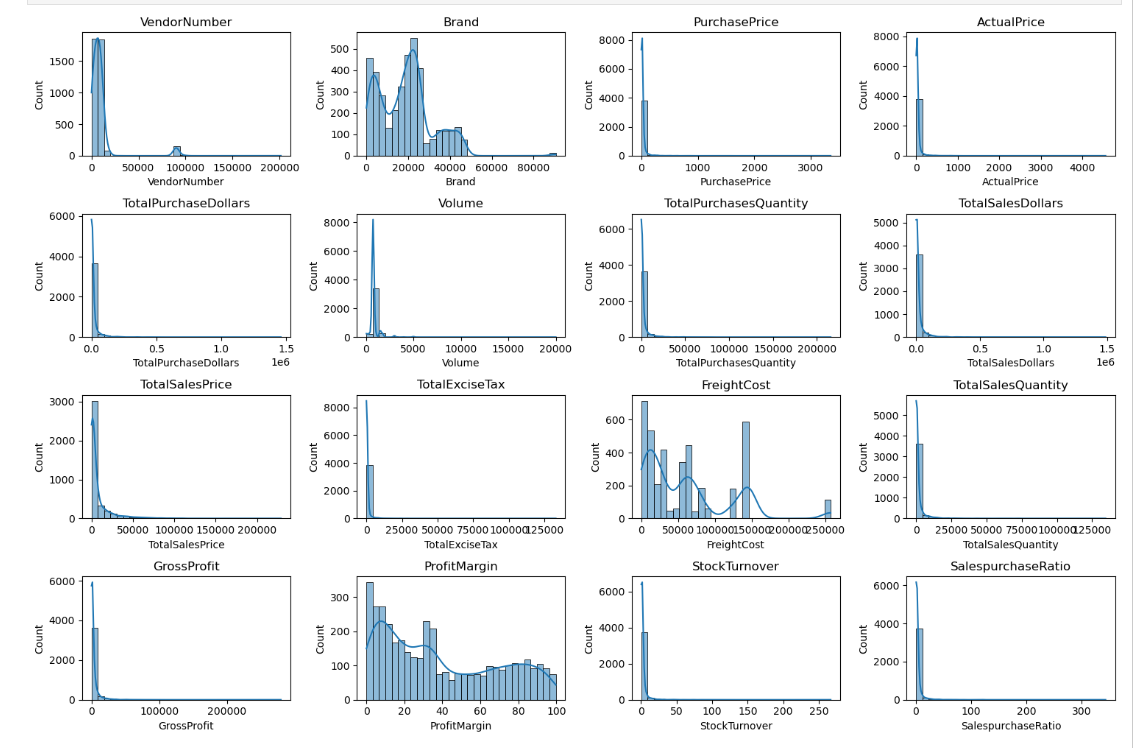 VendorNumber Brand PurchasePrice ActualPrice
1500 1000 500 0 Count
0 50000 100000 150000 200000
VendorNumber
500 400 300 200 100 0 Count
0 20000 40000 60000 80000
Brand
8000 6000 4000 2000 0 Count
0 1000 2000 3000
PurchasePrice
8000 6000 4000 2000 0 Count
0 1000 2000 3000 4000
ActualPrice
TotalPurchaseDollars Volume TotalPurchasesQuantity TotalSalesDollars
6000 4000 2000 0 Count
0.0 0.5 1.0 1.5
1e6
TotalPurchaseDollars
8000 6000 4000 2000 0 Count
0 5000 10000 15000 20000
Volume
6000 4000 2000 0 Count
0 50000 100000 150000 200000
TotalPurchasesQuantity
5000 4000 3000 2000 1000 0 Count
0.0 0.5 1.0 1.5
1e6
TotalSalesDollars
TotalSalesPrice TotalExciseTax FreightCost TotalSalesQuantity
3000 2000 1000 0 Count
0 50000 100000 150000 200000
TotalSalesPrice
8000 6000 4000 2000 0 Count
0 25000 50000 75000 100000 125000
TotalExciseTax
600 400 200 0 Count
0 50000 100000 150000 200000 250000
FreightCost
5000 4000 3000 2000 1000 0 Count
0 25000 50000 75000 100000 125000
TotalSalesQuantity
GrossProfit ProfitMargin StockTurnover SalespurchaseRatio
6000 4000 2000 0 Count
0 100000 200000
GrossProfit
300 200 100 0 Count
0 20 40 60 80 100
ProfitMargin
6000 4000 2000 0 Count
0 50 100 150 200 250
StockTurnover
6000 4000 2000 0 Count
0 100 200 300
SalespurchaseRatio